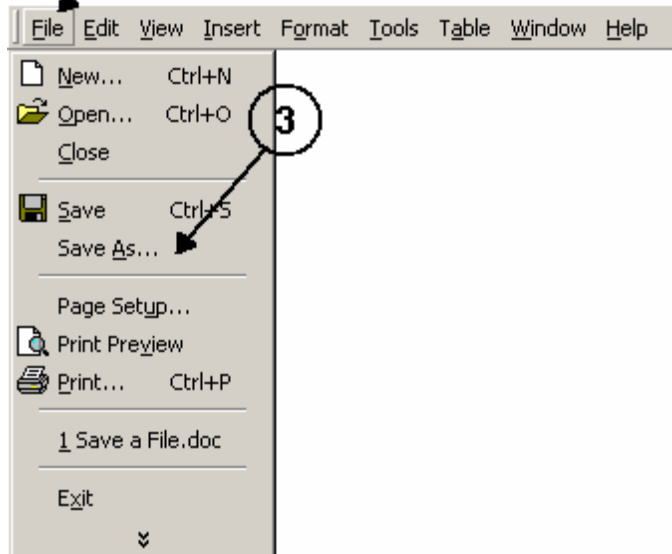 File Edit View Insert Format Tools Table Window Help
New... Ctrl+N
Open... Ctrl+O
3
Close
Save Ctrl+S
Save As...
Page Setup...
Print Preview
Print... Ctrl+P
1 Save a File.doc
Exit